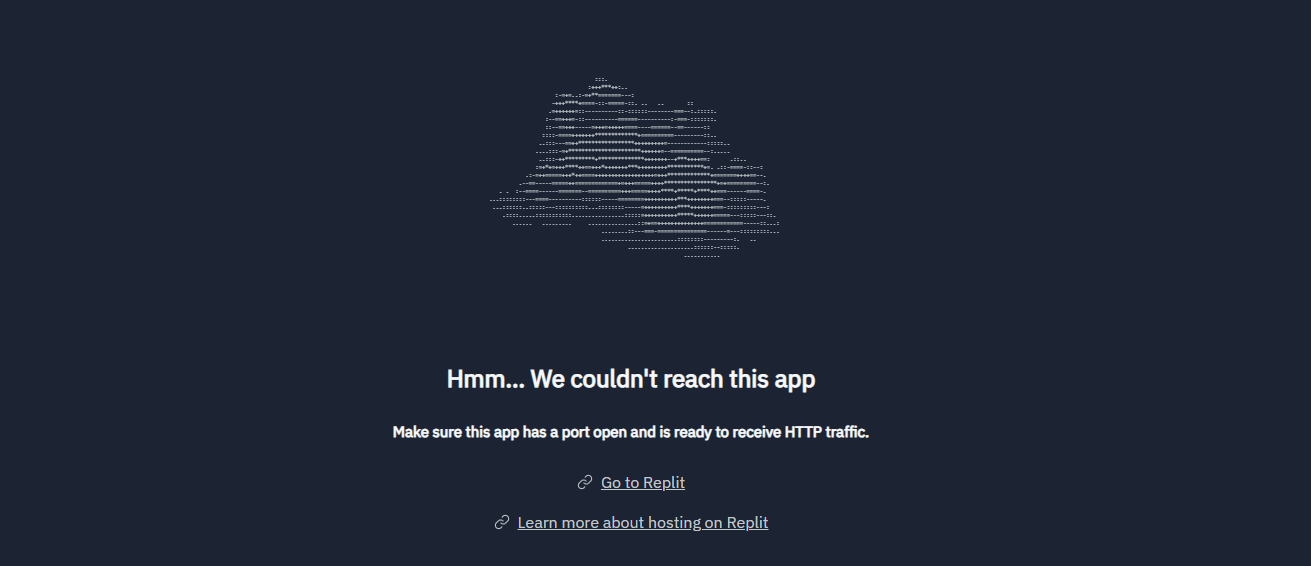 Hmm... We couldn't reach this app
Make sure this app has a port open and is ready to receive HTTP traffic.
Go to Replit
Learn more about hosting on Replit